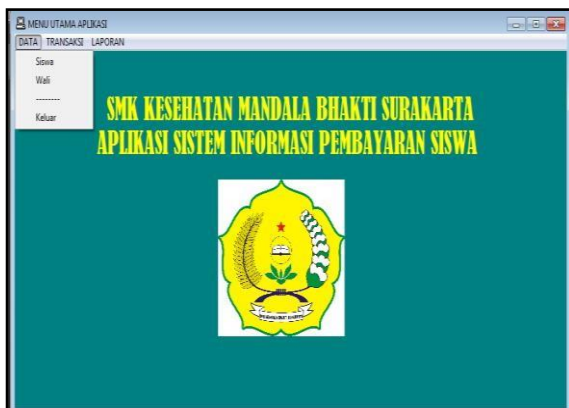 MENU UTAMA APLIKASI
DATA TRANSAKSI LAPORAN
Siswa
Wali
--------
Keluar
SMK KESEHATAN MANDALA BHAKTI SURAKARTA
APLIKASI SISTEM INFORMASI PEMBAYARAN SISWA